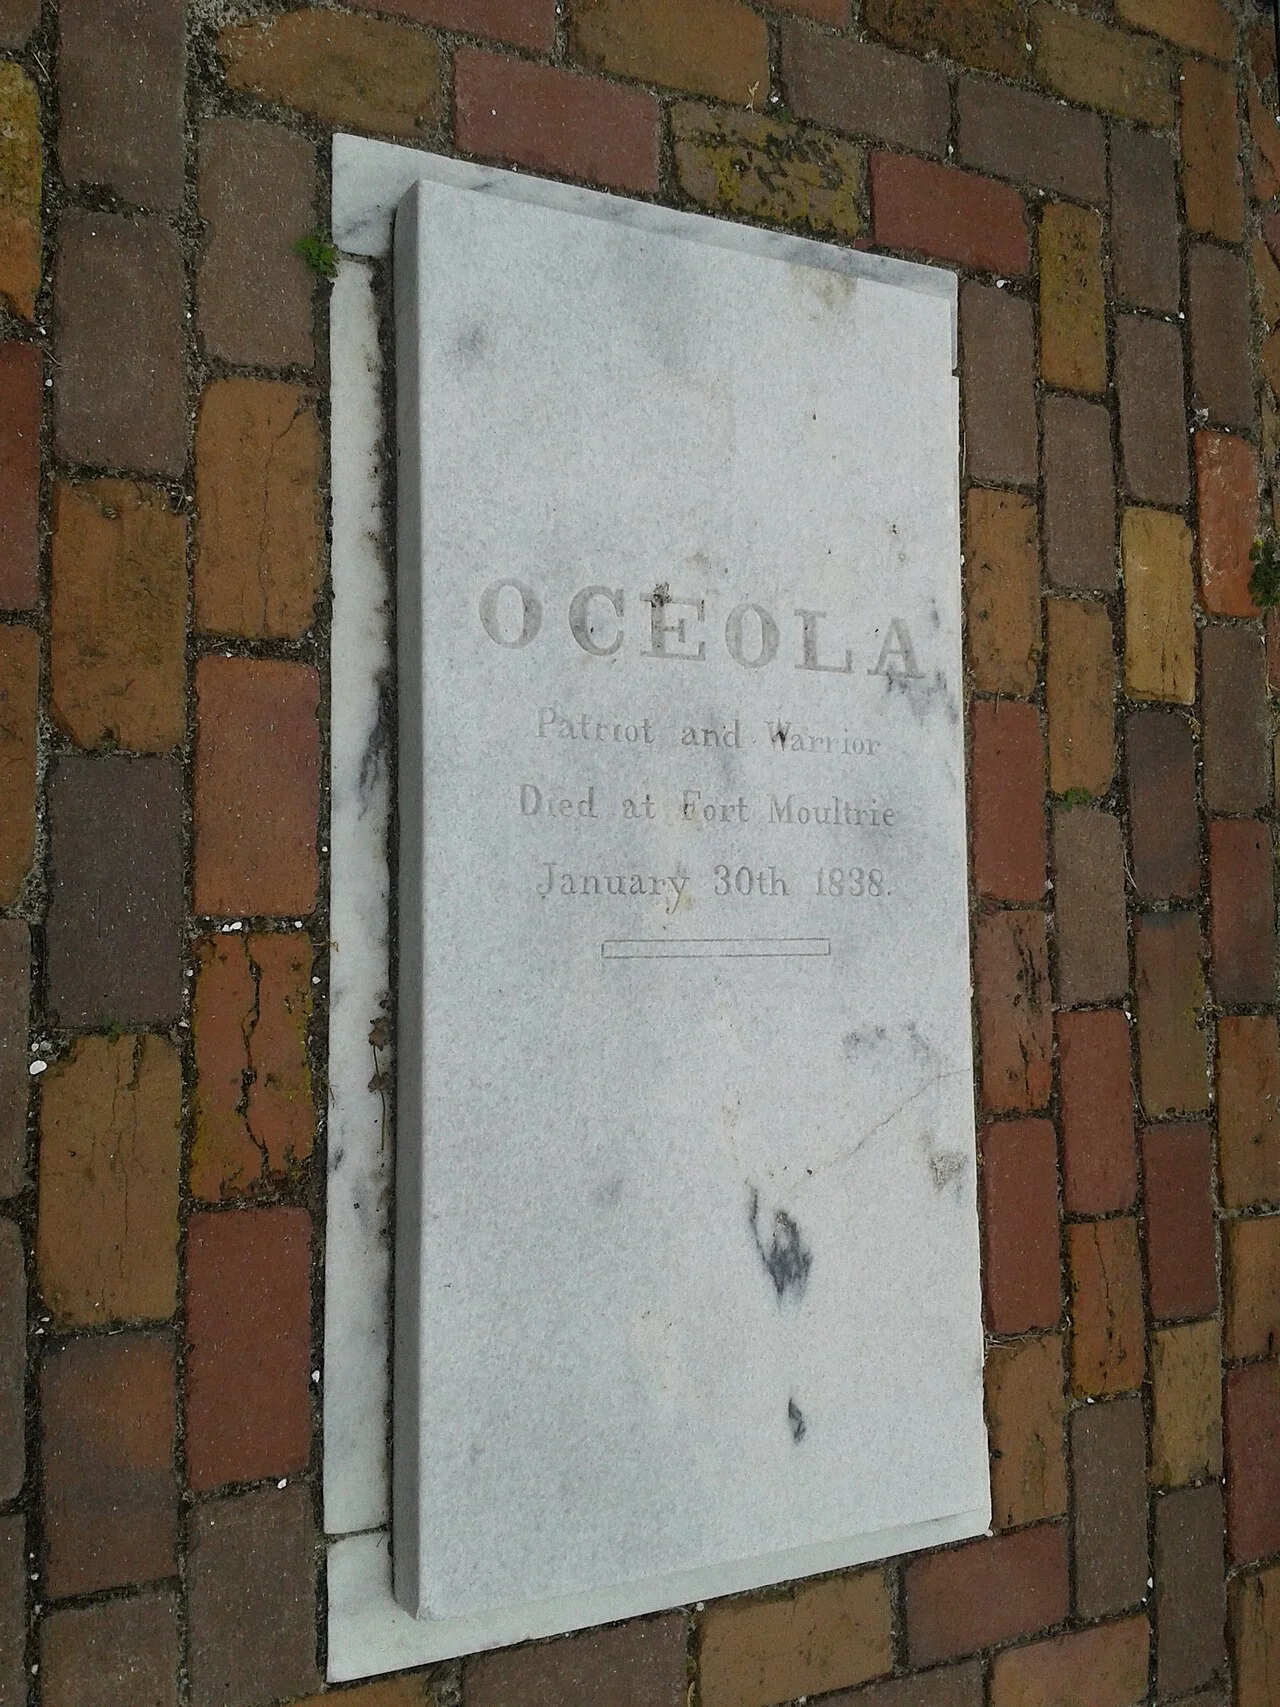 OCEOLA
Patriot and Warrior
Died at Fort Moultrie
January 30th 1838.